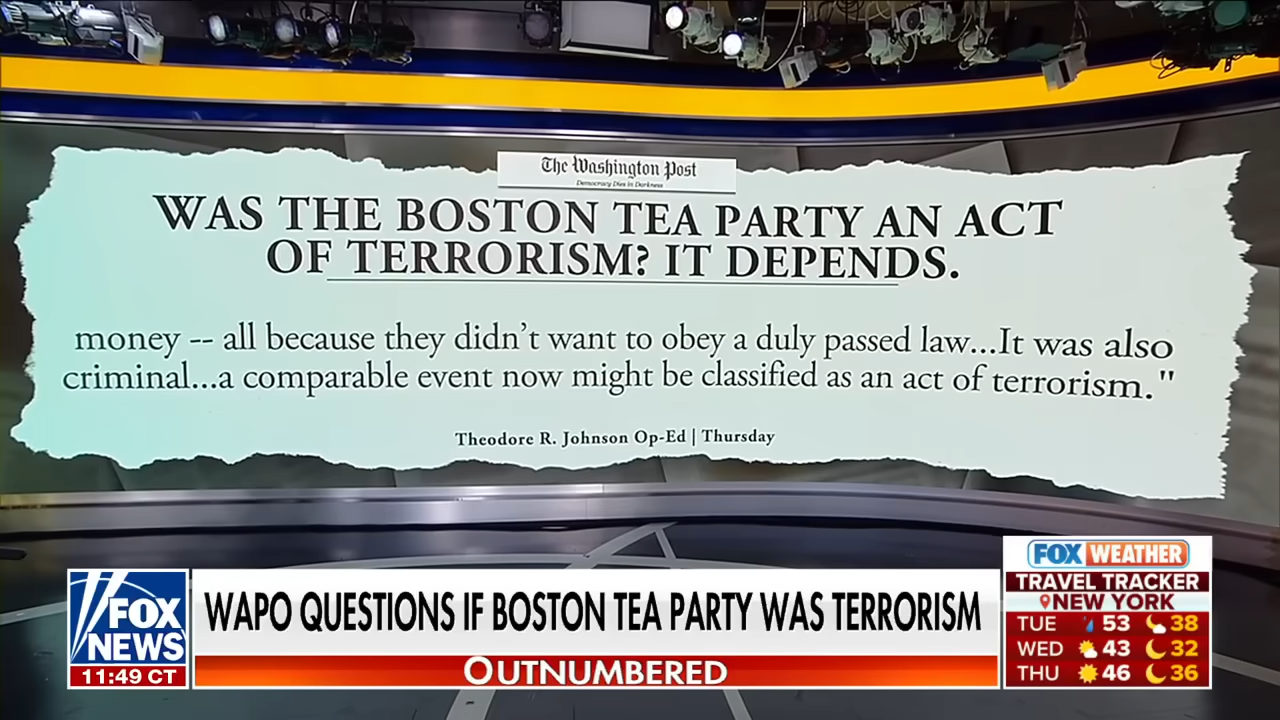 The Washington Post
Democracy Dies in Darkness
WAS THE BOSTON TEA PARTY AN ACT
OF TERRORISM? IT DEPENDS.
money -- all because they didn't want to obey a duly passed law...It was also
criminal...a comparable event now might be classified as an act of terrorism."
Theodore R. Johnson Op-Ed | Thursday
FOX
NEWS
11:49 CT
WAPO QUESTIONS IF BOSTON TEA PARTY WAS TERRORISM
OUTNUMBERED
FOX WEATHER
TRAVEL TRACKER
NEW YORK
TUE 53 38
WED 43 32
THU 46 36